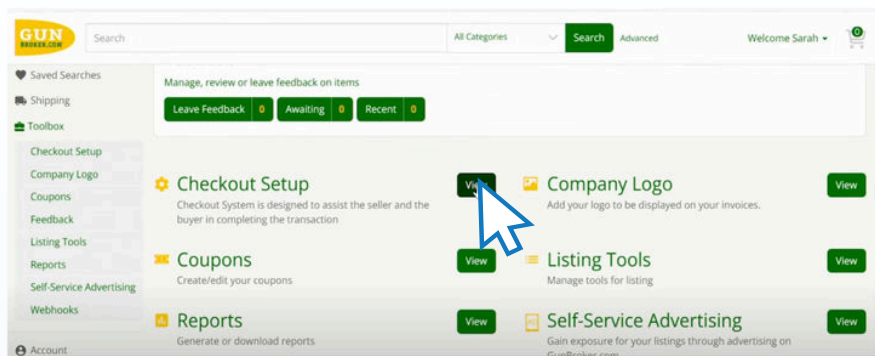 GUN
BROKER.COM
Search
All Categories
Search
Advanced
Welcome Sarah
0
Saved Searches
Shipping
Toolbox
Checkout Setup
Company Logo
Coupons
Feedback
Listing Tools
Reports
Self-Service Advertising
Webhooks
Account
Manage, review or leave feedback on items
Leave Feedback 0
Awaiting 0
Recent 0
Checkout Setup
View
Checkout System is designed to assist the seller and the
buyer in completing the transaction
Company Logo
View
Add your logo to be displayed on your invoices.
Coupons
View
Create/edit your coupons
Listing Tools
View
Manage tools for listing
Reports
View
Generate or download reports
Self-Service Advertising
View
Gain exposure for your listings through advertising on
GunBroker.com